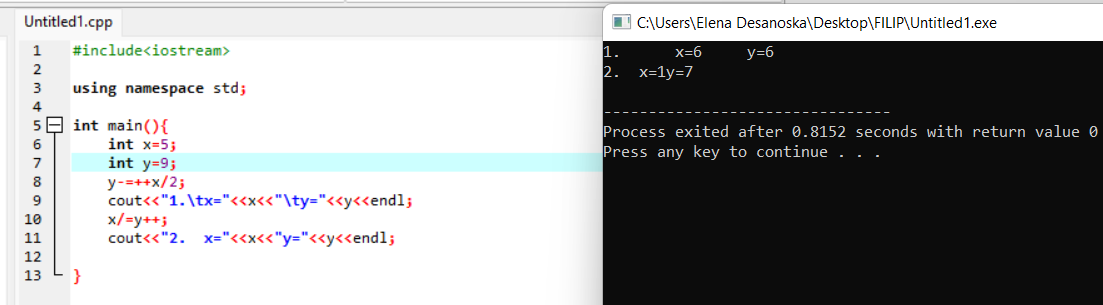 Untitled1.cpp
1 #include<iostream>
2
3 using namespace std;
4
5 int main(){
6 int x=5;
7 int y=9;
8 y-=++x/2;
9 cout<<"1.\tx="<<x<<"\ty="<<y<<endl;
10 x/=y++;
11 cout<<"2.  x="<<x<<"y="<<y<<endl;
12
13 }
C:\Users\Elena Desanoska\Desktop\FILIP\Untitled1.exe
1.      x=6     y=6
2.  x=1y=7
--------------------------------
Process exited after 0.8152 seconds with return value 0
Press any key to continue . . .